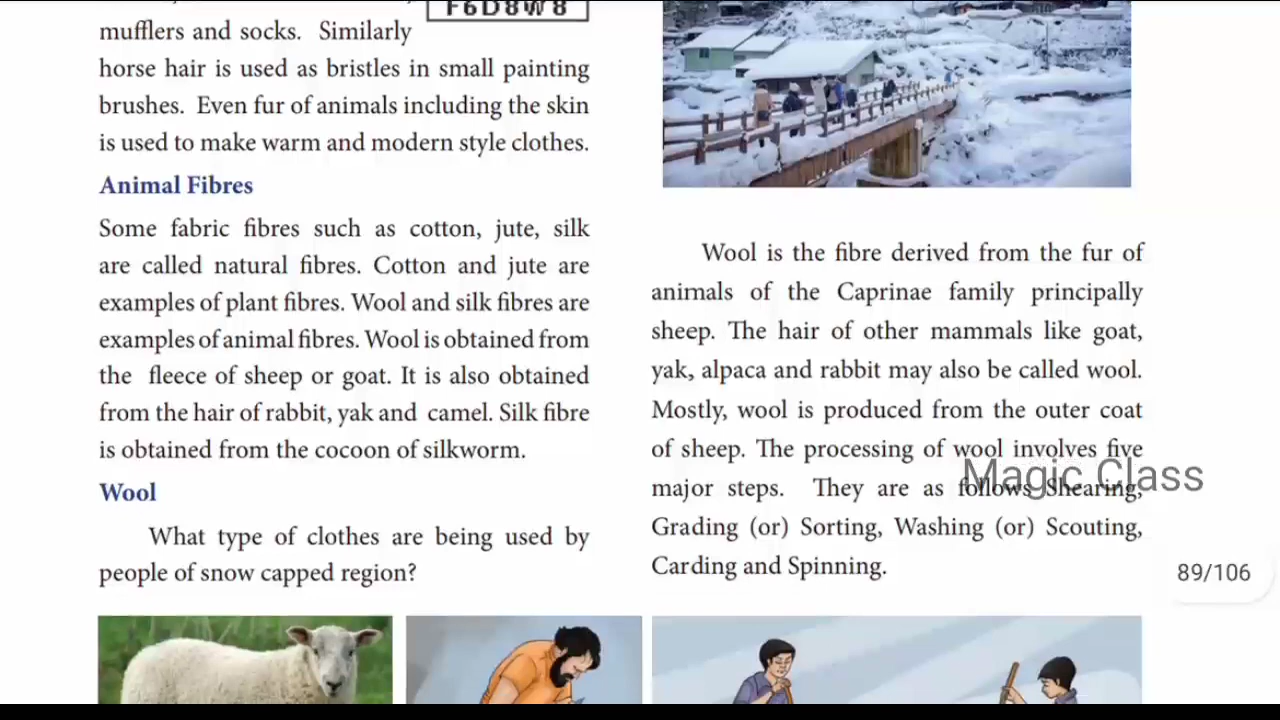 mufflers and socks. Similarly
horse hair is used as bristles in small painting
brushes. Even fur of animals including the skin
is used to make warm and modern style clothes.
Animal Fibres
Some fabric fibres such as cotton, jute, silk
are called natural fibres. Cotton and jute are
examples of plant fibres. Wool and silk fibres are
examples of animal fibres. Wool is obtained from
the fleece of sheep or goat. It is also obtained
from the hair of rabbit, yak and camel. Silk fibre
is obtained from the cocoon of silkworm.
Wool
What type of clothes are being used by
people of snow capped region?
F6D8W8
Wool is the fibre derived from the fur of
animals of the Caprinae family principally
sheep. The hair of other mammals like goat,
yak, alpaca and rabbit may also be called wool.
Mostly, wool is produced from the outer coat
of sheep. The processing of wool involves five
major steps. They are as follows Shearing,
Grading (or) Sorting, Washing (or) Scouting,
Carding and Spinning.
Magic Class
89/106